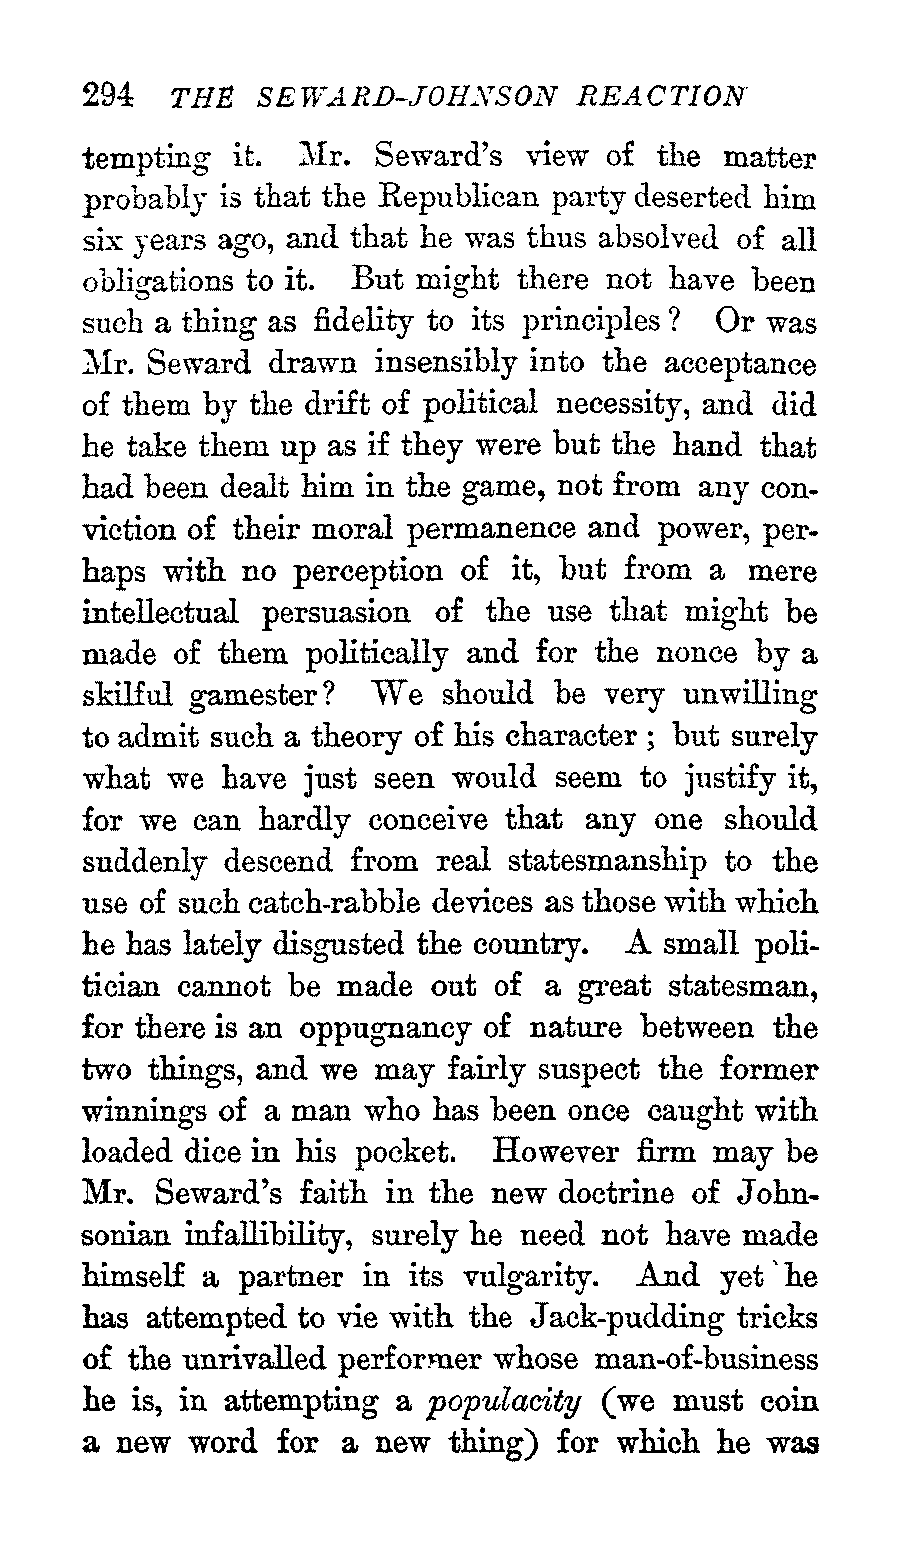 294 THE SEWARD-JOHNSON REACTION
tempting it. Mr. Seward's view of the matter
probably is that the Republican party deserted him
six years ago, and that he was thus absolved of all
obligations to it. But might there not have been
such a thing as fidelity to its principles? Or was
Mr. Seward drawn insensibly into the acceptance
of them by the drift of political necessity, and did
he take them up as if they were but the hand that
had been dealt him in the game, not from any con-
viction of their moral permanence and power, per-
haps with no perception of it, but from a mere
intellectual persuasion of the use that might be
made of them politically and for the nonce by a
skilful gamester? We should be very unwilling
to admit such a theory of his character; but surely
what we have just seen would seem to justify it,
for we can hardly conceive that any one should
suddenly descend from real statesmanship to the
use of such catch-rabble devices as those with which
he has lately disgusted the country. A small poli-
tician cannot be made out of a great statesman,
for there is an oppugnancy of nature between the
two things, and we may fairly suspect the former
winnings of a man who has been once caught with
loaded dice in his pocket. However firm may be
Mr. Seward's faith in the new doctrine of John-
sonian infallibility, surely he need not have made
himself a partner in its vulgarity. And yet he
has attempted to vie with the Jack-pudding tricks
of the unrivalled performer whose man-of-business
he is, in attempting a populacity (we must coin
a new word for a new thing) for which he was